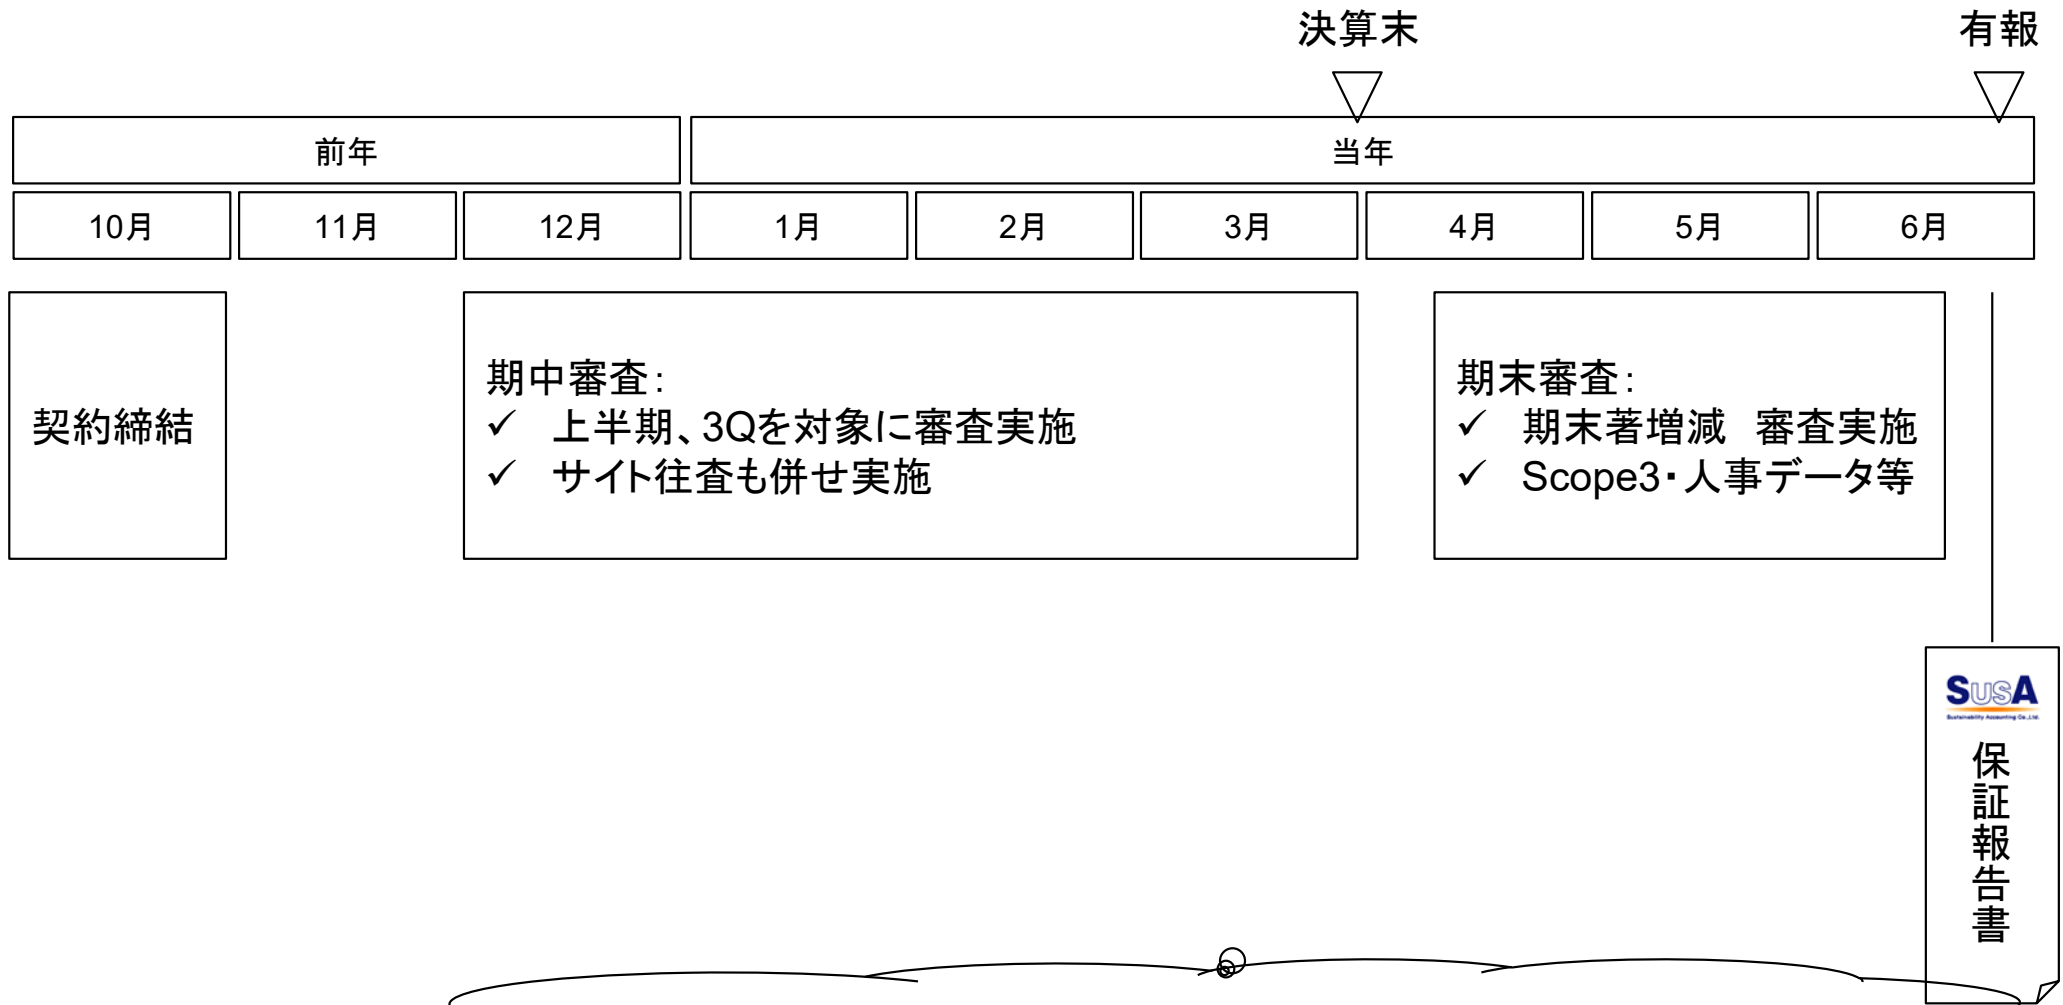 決算末
有報
前年
当年
10月
11月
12月
1月
2月
3月
4月
5月
6月
契約締結
期中審査：
✓ 上半期、3Qを対象に審査実施
✓ サイト往査も併せ実施
期末審査：
✓ 期末著増減　審査実施
✓ Scope3・人事データ等
SUSA
Sustainability Accounting Co.,Ltd.
保証報告書